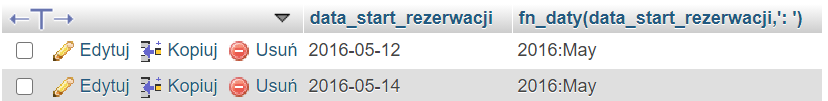 data_start_rezerwacji fn_daty(data_start_rezerwacji,': ')
Edytuj Kopiuj Usuń 2016-05-12 2016:May
Edytuj Kopiuj Usuń 2016-05-14 2016:May